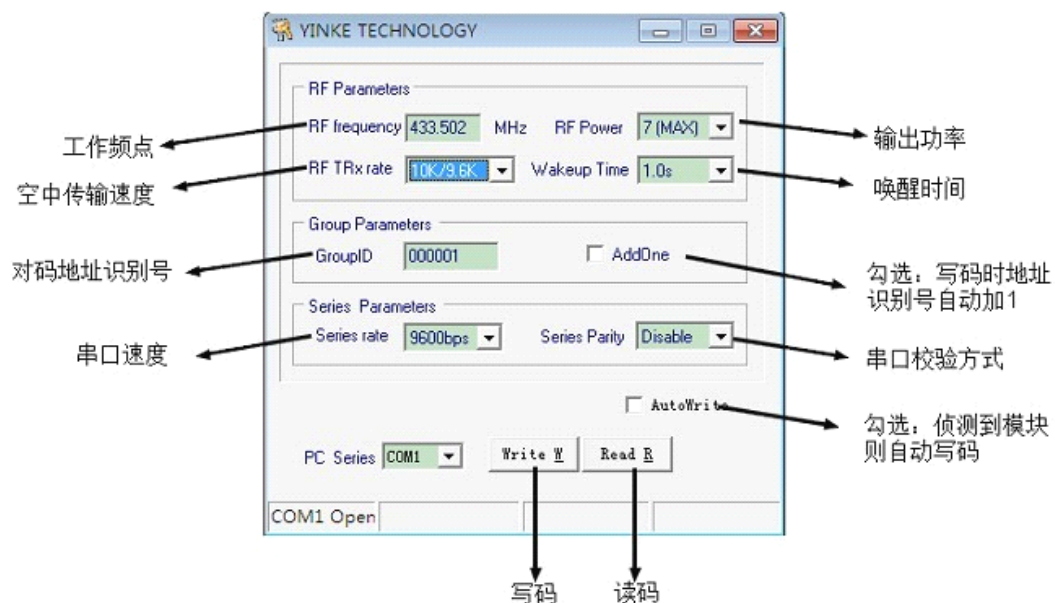 YINKE TECHNOLOGY
RF Parameters
工作频点
RF frequency 433.502 MHz RF Power 7 (MAX)
输出功率
空中传输速度
RF TRx rate 10K/9.6K Wakeup Time 1.0s
唤醒时间
Group Parameters
对码地址识别号
GroupID 000001 AddOne
勾选：写码时地址
识别号自动加1
Series Parameters
串口速度
Series rate 9600bps Series Parity Disable
串口校验方式
AutoWrite
勾选：侦测到模块
则自动写码
PC Series COM1 Write W Read R
COM1 Open
写码 读码